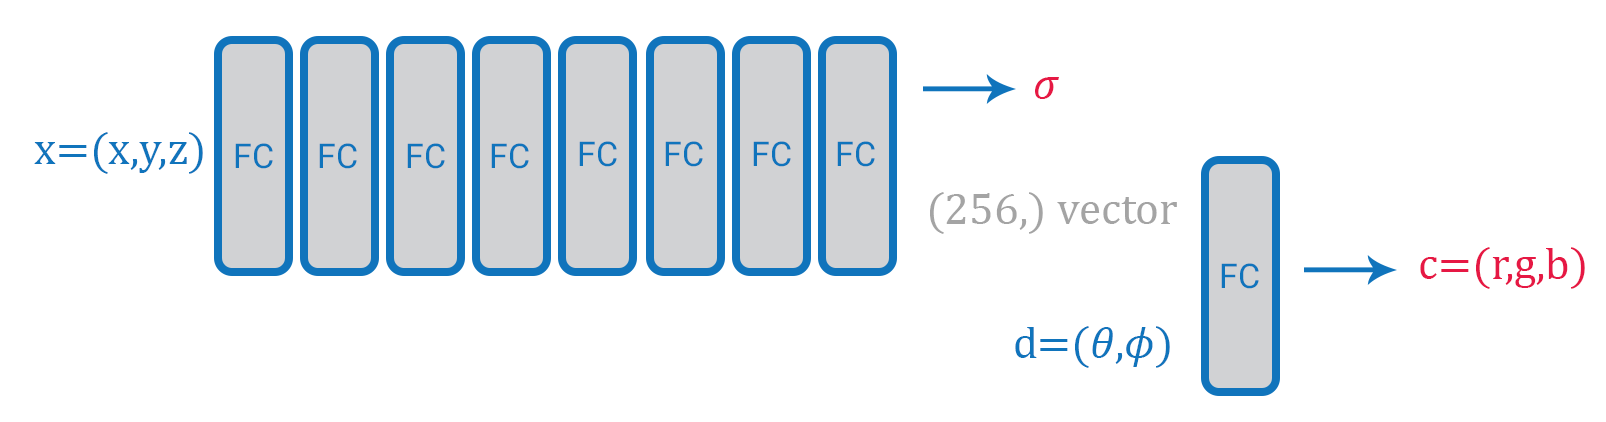 x=(x,y,z)
FC
FC
FC
FC
FC
FC
FC
FC
σ
(256,) vector
d=(θ,ϕ)
FC
c=(r,g,b)